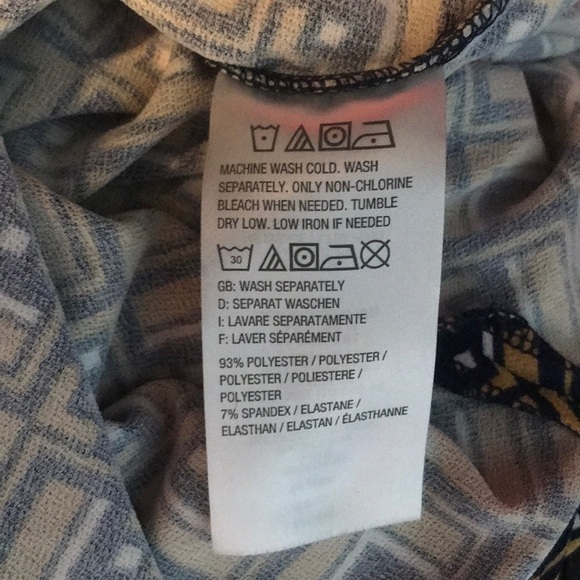 MACHINE WASH COLD. WASH
SEPARATELY. ONLY NON-CHLORINE
BLEACH WHEN NEEDED. TUMBLE
DRY LOW. LOW IRON IF NEEDED
30
GB: WASH SEPARATELY
D: SEPARAT WASCHEN
I: LAVARE SEPARATAMENTE
F: LAVER SÉPARÉMENT
93% POLYESTER / POLYESTER /
POLYESTER / POLIESTERE /
POLYESTER
7% SPANDEX / ELASTANE /
ELASTHAN / ELASTAN / ÉLASTHANNE